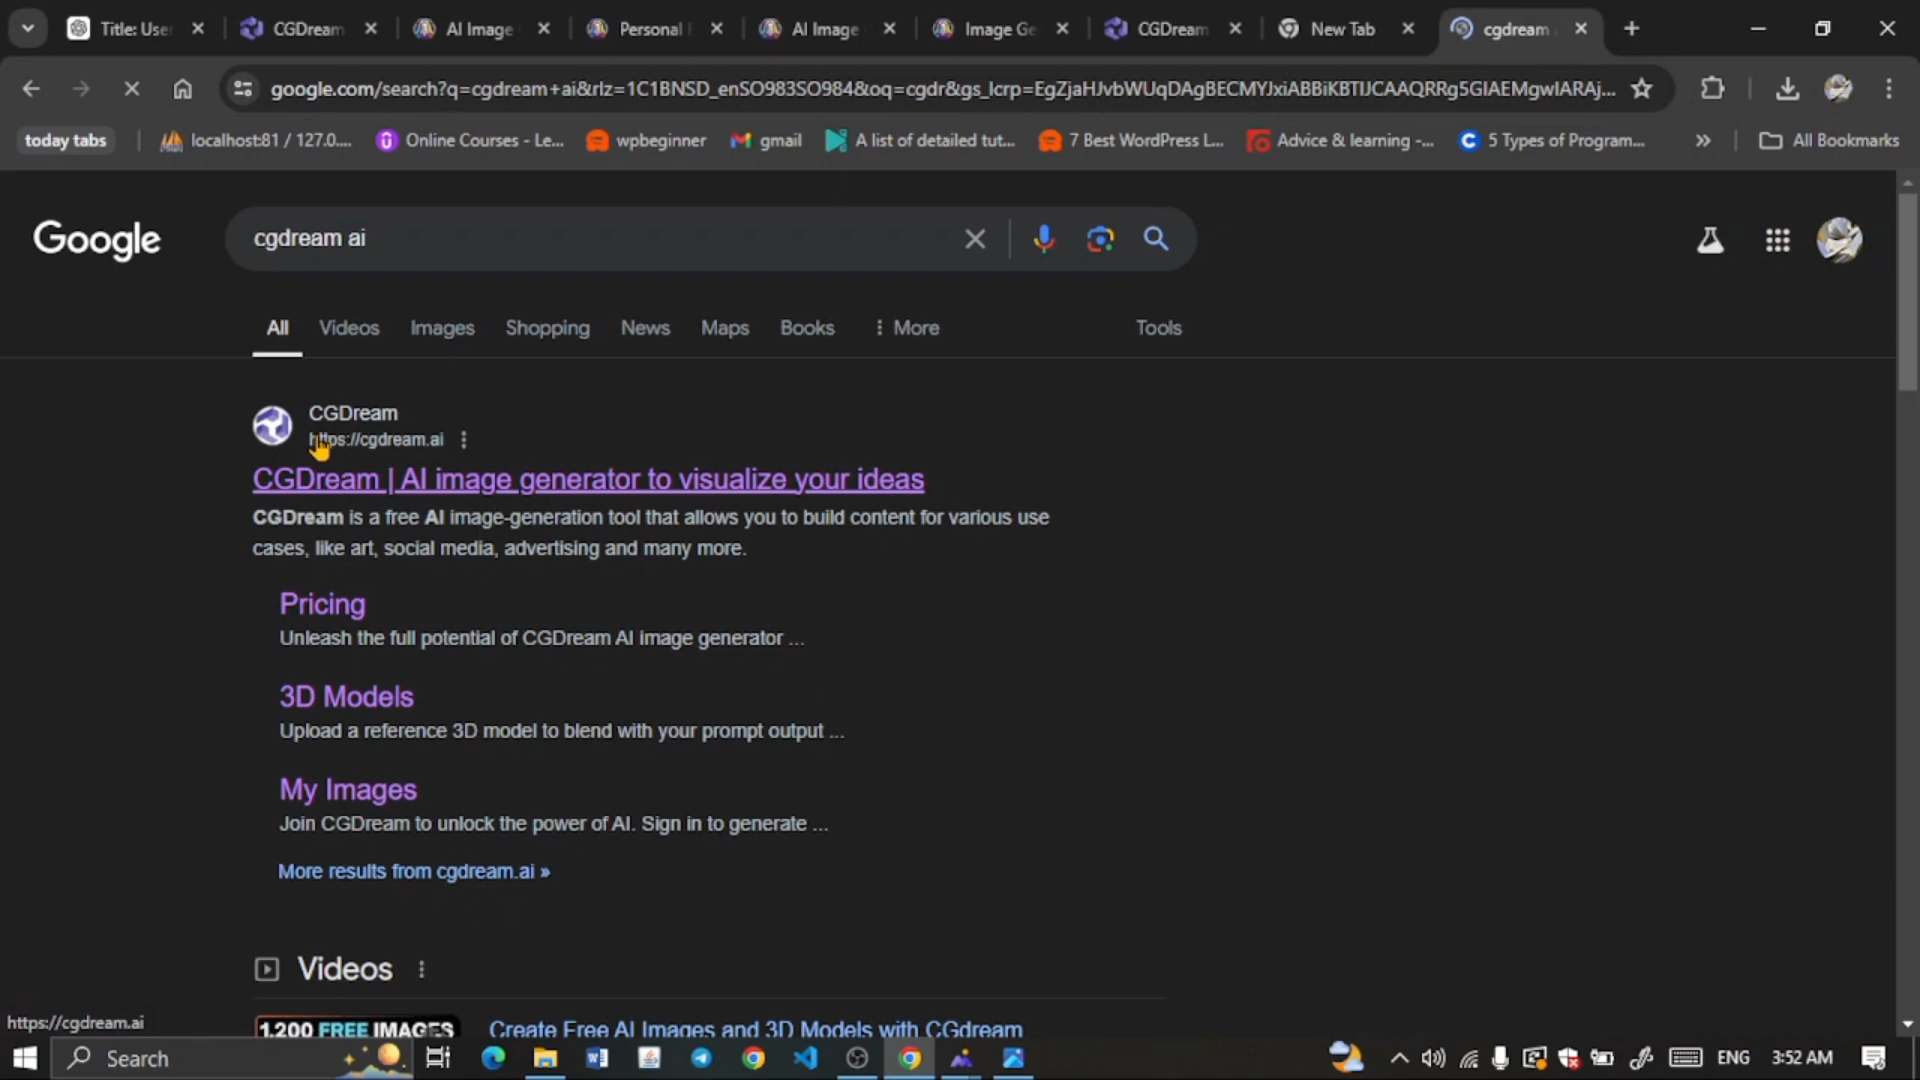 Title: User
CGDream
AI Image
Personal F
AI Image
Image Ge
CGDream
New Tab
cgdream
google.com/search?q=cgdream+ai&rlz=1C1BNSD_enSO983SO984&oq=cgdr&gs_lcrp=EgZjaHJvbWUqDAgBECMYJxiABBiKBTIJCAAQRRg5GIAEMgwIARAj...
today tabs
localhost:81 / 127.0....
Online Courses - Le...
wpbeginner
gmail
A list of detailed tut...
7 Best WordPress L...
Advice & learning -...
5 Types of Program...
»
All Bookmarks
Google
cgdream ai
All
Videos
Images
Shopping
News
Maps
Books
More
Tools
CGDream
https://cgdream.ai
CGDream | AI image generator to visualize your ideas
CGDream is a free AI image-generation tool that allows you to build content for various use
cases, like art, social media, advertising and many more.
Pricing
Unleash the full potential of CGDream AI image generator ...
3D Models
Upload a reference 3D model to blend with your prompt output ...
My Images
Join CGDream to unlock the power of AI. Sign in to generate ...
More results from cgdream.ai »
Videos
1,200 FREE IMAGES
Create Free AI Images and 3D Models with CGdream
https://cgdream.ai
Search
ENG
3:52 AM